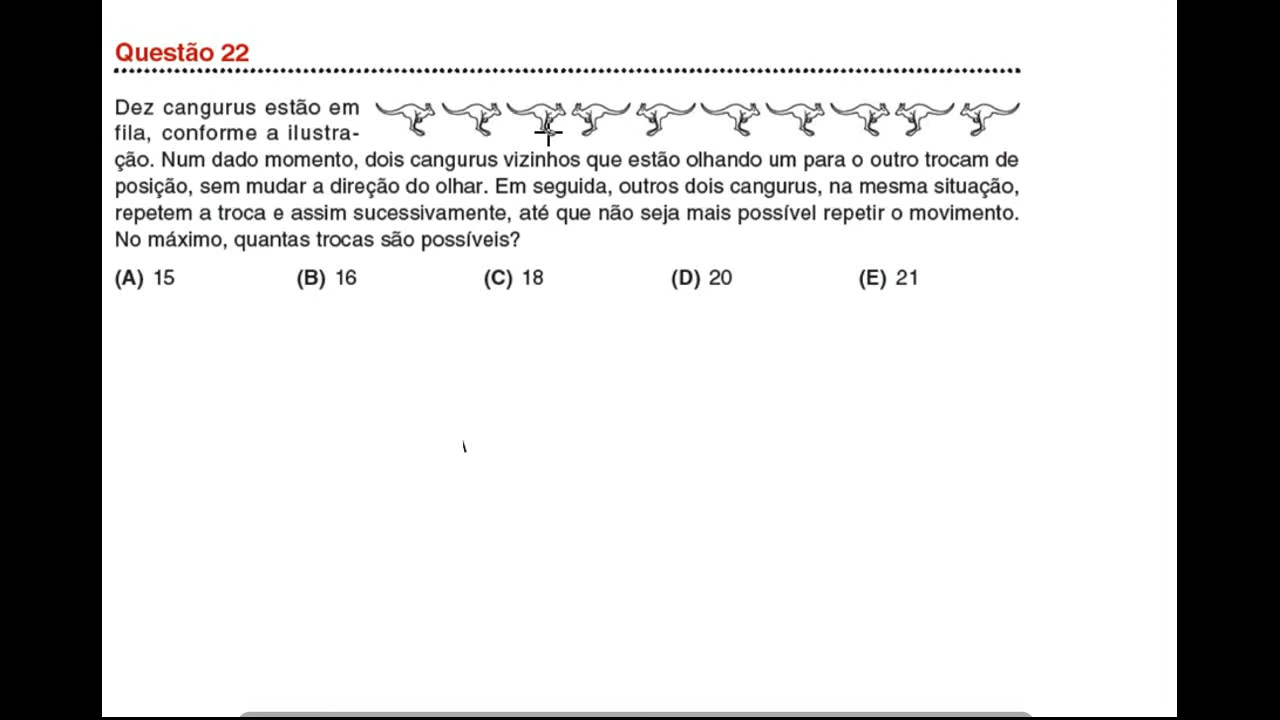 Questão 22
Dez cangurus estão em
fila, conforme a ilustra-
ção. Num dado momento, dois cangurus vizinhos que estão olhando um para o outro trocam de
posição, sem mudar a direção do olhar. Em seguida, outros dois cangurus, na mesma situação,
repetem a troca e assim sucessivamente, até que não seja mais possível repetir o movimento.
No máximo, quantas trocas são possíveis?
(A) 15 (B) 16 (C) 18 (D) 20 (E) 21